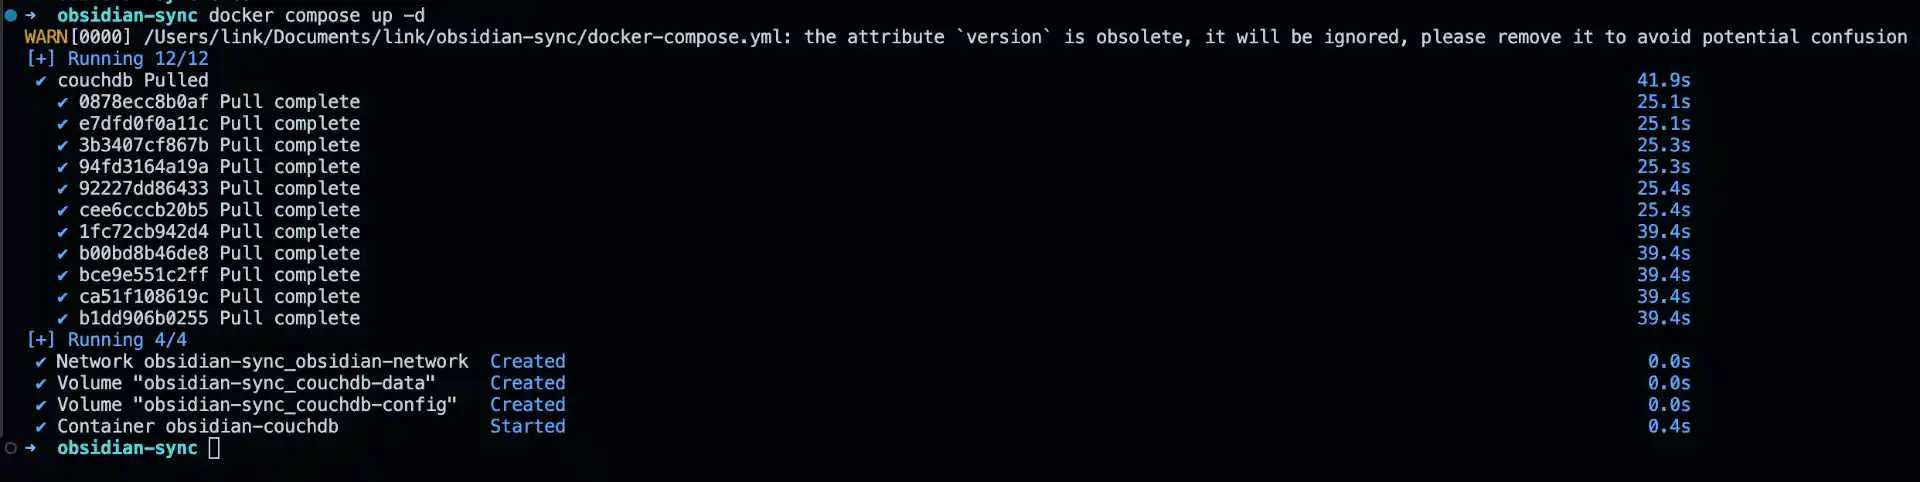 ➜ obsidian-sync docker compose up -d
WARN[0000] /Users/link/Documents/link/obsidian-sync/docker-compose.yml: the attribute `version` is obsolete, it will be ignored, please remove it to avoid potential confusion
[+] Running 12/12
✔ couchdb Pulled 41.9s
✔ 0878ecc8b0af Pull complete 25.1s
✔ e7dfd0f0a11c Pull complete 25.1s
✔ 3b3407cf867b Pull complete 25.3s
✔ 94fd3164a19a Pull complete 25.3s
✔ 92227dd86433 Pull complete 25.4s
✔ cee6cccb20b5 Pull complete 25.4s
✔ 1fc72cb942d4 Pull complete 39.4s
✔ b00bd8b46de8 Pull complete 39.4s
✔ bce9e551c2ff Pull complete 39.4s
✔ ca51f108619c Pull complete 39.4s
✔ b1dd906b0255 Pull complete 39.4s
[+] Running 4/4
✔ Network obsidian-sync_obsidian-network Created 0.0s
✔ Volume "obsidian-sync_couchdb-data" Created 0.0s
✔ Volume "obsidian-sync_couchdb-config" Created 0.0s
✔ Container obsidian-couchdb Started 0.4s
➜ obsidian-sync